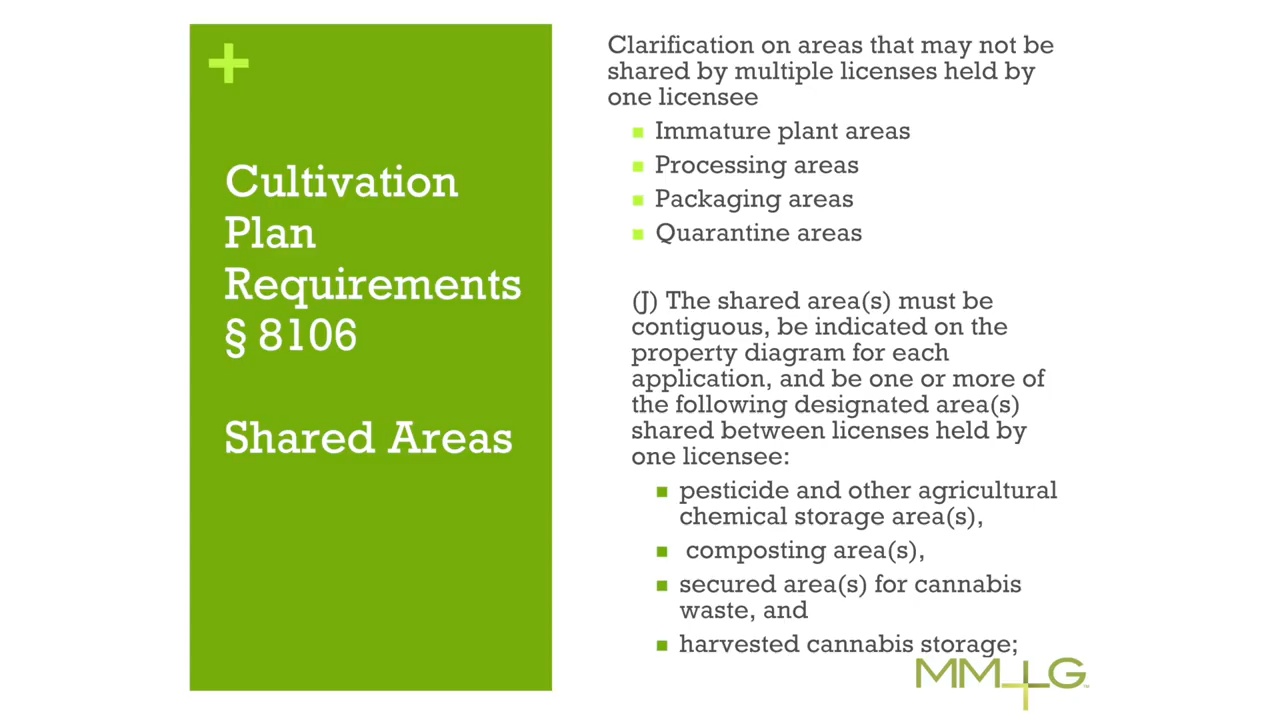 +
Cultivation
Plan
Requirements
§ 8106
Shared Areas
Clarification on areas that may not be
shared by multiple licenses held by
one licensee
Immature plant areas
Processing areas
Packaging areas
Quarantine areas
(J) The shared area(s) must be
contiguous, be indicated on the
property diagram for each
application, and be one or more of
the following designated area(s)
shared between licenses held by
one licensee:
pesticide and other agricultural
chemical storage area(s),
composting area(s),
secured area(s) for cannabis
waste, and
harvested cannabis storage;
MMLG™